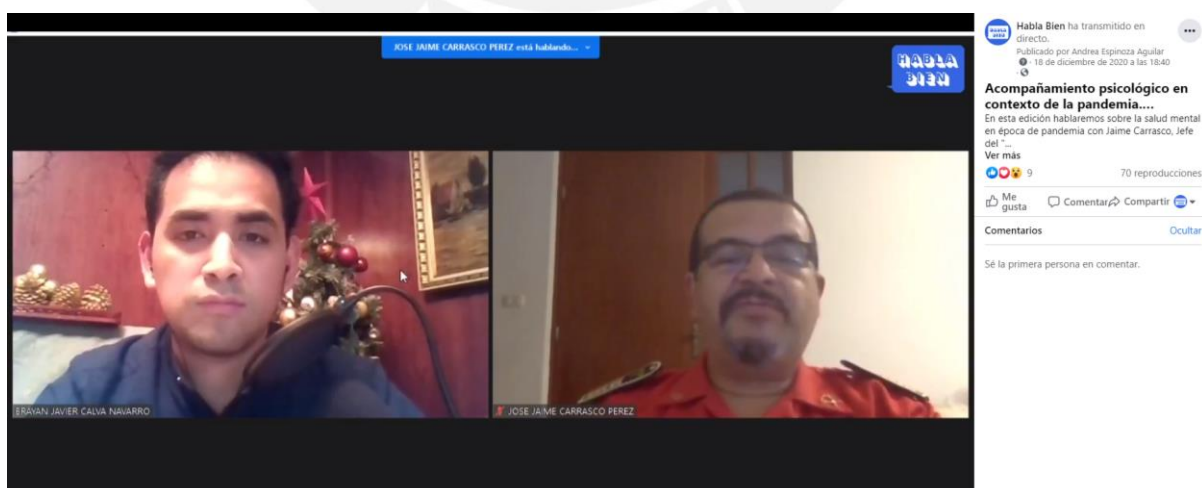 JOSE JAIME CARRASCO PEREZ está hablando...
HABLA
BIEN
ERAYAN JAVIER CALVA NAVARRO
JOSE JAIME CARRASCO PEREZ
Habla Bien ha transmitido en
directo.
Publicado por Andrea Espinoza Aguilar
· 18 de diciembre de 2020 a las 18:40
·
Acompañamiento psicológico en
contexto de la pandemia....
En esta edición hablaremos sobre la salud mental
en época de pandemia con Jaime Carrasco, Jefe
del "...
Ver más
9 70 reproducciones
Me gusta Comentar Compartir
Comentarios Ocultar
Sé la primera persona en comentar.